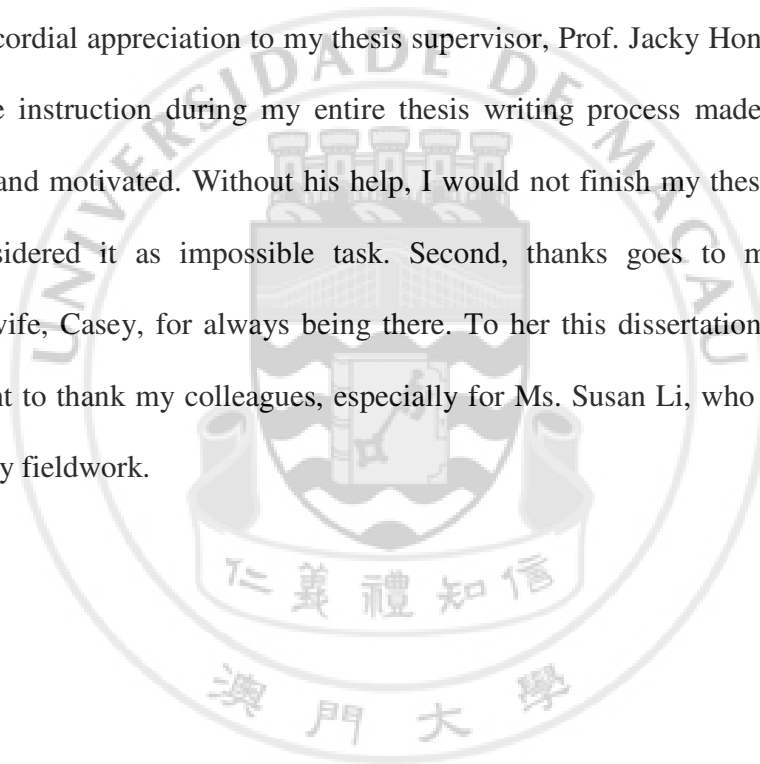 cordial appreciation to my thesis supervisor, Prof. Jacky Hon
e instruction during my entire thesis writing process made
and motivated. Without his help, I would not finish my thes
sidered it as impossible task. Second, thanks goes to m
wife, Casey, for always being there. To her this dissertation
nt to thank my colleagues, especially for Ms. Susan Li, who
y fieldwork.
UNIVERSIDADE DE MACAU
仁義禮知信
澳門大學